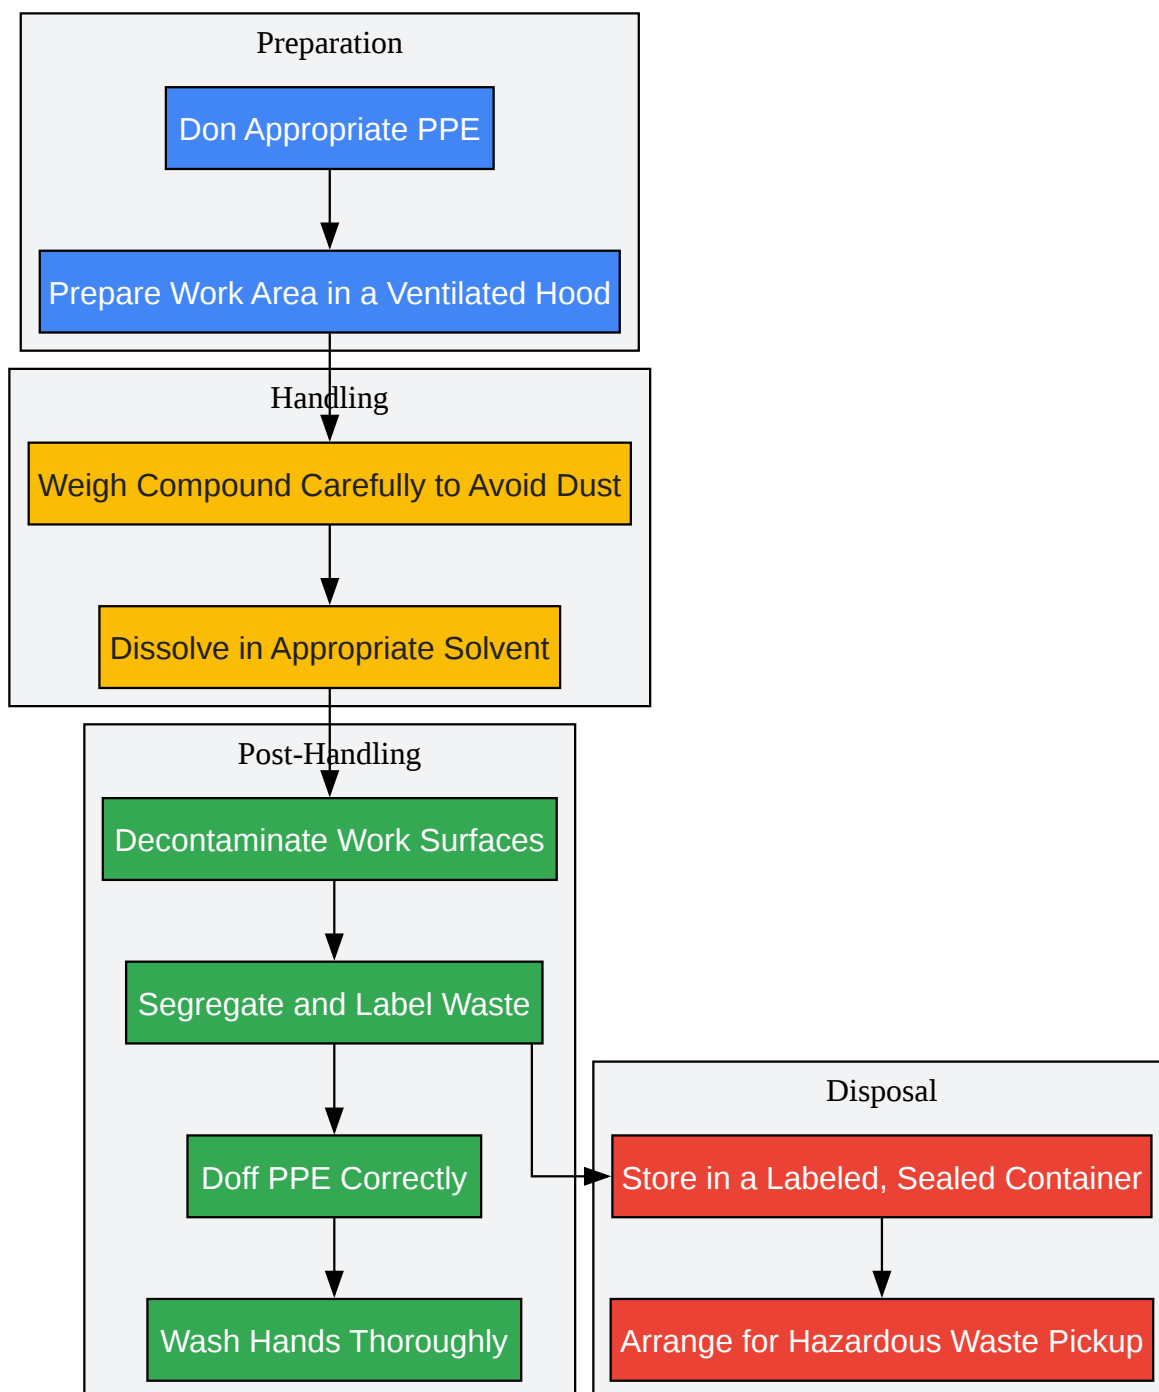 Preparation
Don Appropriate PPE
Prepare Work Area in a Ventilated Hood
Handling
Weigh Compound Carefully to Avoid Dust
Dissolve in Appropriate Solvent
Post-Handling
Decontaminate Work Surfaces
Segregate and Label Waste
Doff PPE Correctly
Wash Hands Thoroughly
Disposal
Store in a Labeled, Sealed Container
Arrange for Hazardous Waste Pickup